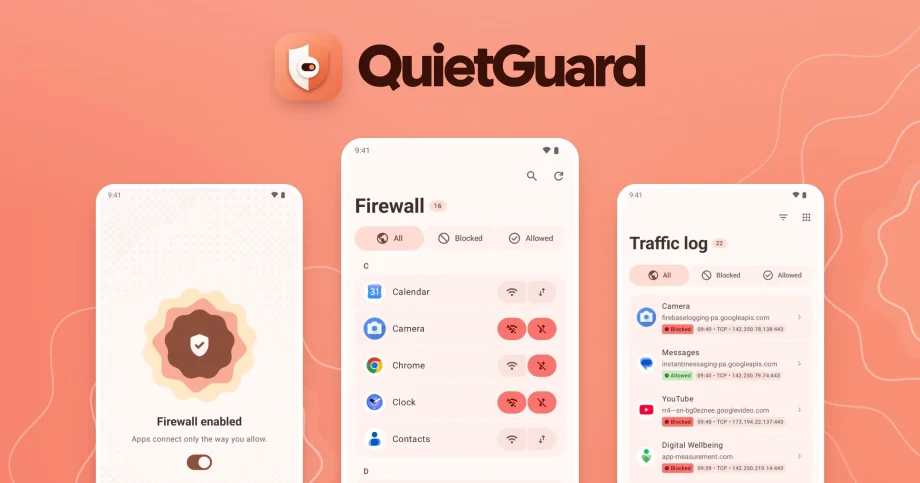 QuietGuard
9:41
Firewall enabled
Apps connect only the way you allow.
9:41
Firewall 16
All Blocked Allowed
C
31 Calendar
Camera
Chrome
Clock
Contacts
D
9:41
Traffic log 22
All Blocked Allowed
Camera
firebaselogging-pa.googleapis.com
Blocked 09:40 • TCP • 142.250.78.138:443
Messages
instantmessaging-pa.googleapis.com
Allowed 09:40 • TCP • 142.250.79.74:443
YouTube
rr4—sn-bg0eznee.googlevideo.com
Blocked 09:40 • TCP • 173.194.22.137:443
Digital Wellbeing
app-measurement.com
Blocked 09:39 • TCP • 142.250.219.14:443